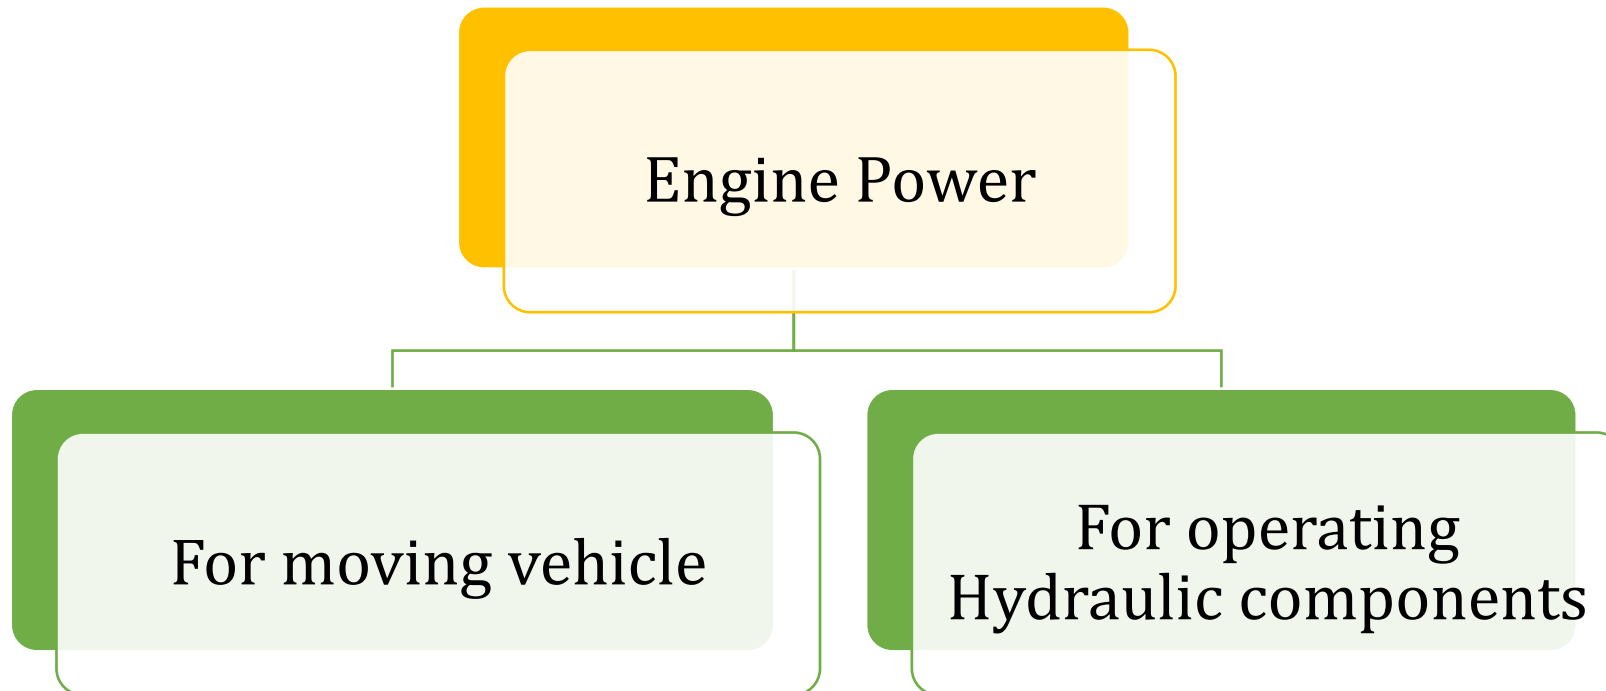 Engine Power
For moving vehicle
For operating
Hydraulic components